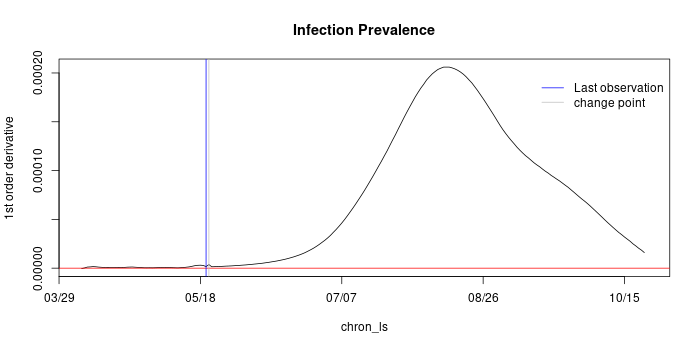 Infection Prevalence
1st order derivative
0.00020
0.00010
0.00000
Last observation
change point
03/29 05/18 07/07 08/26 10/15
chron_ls